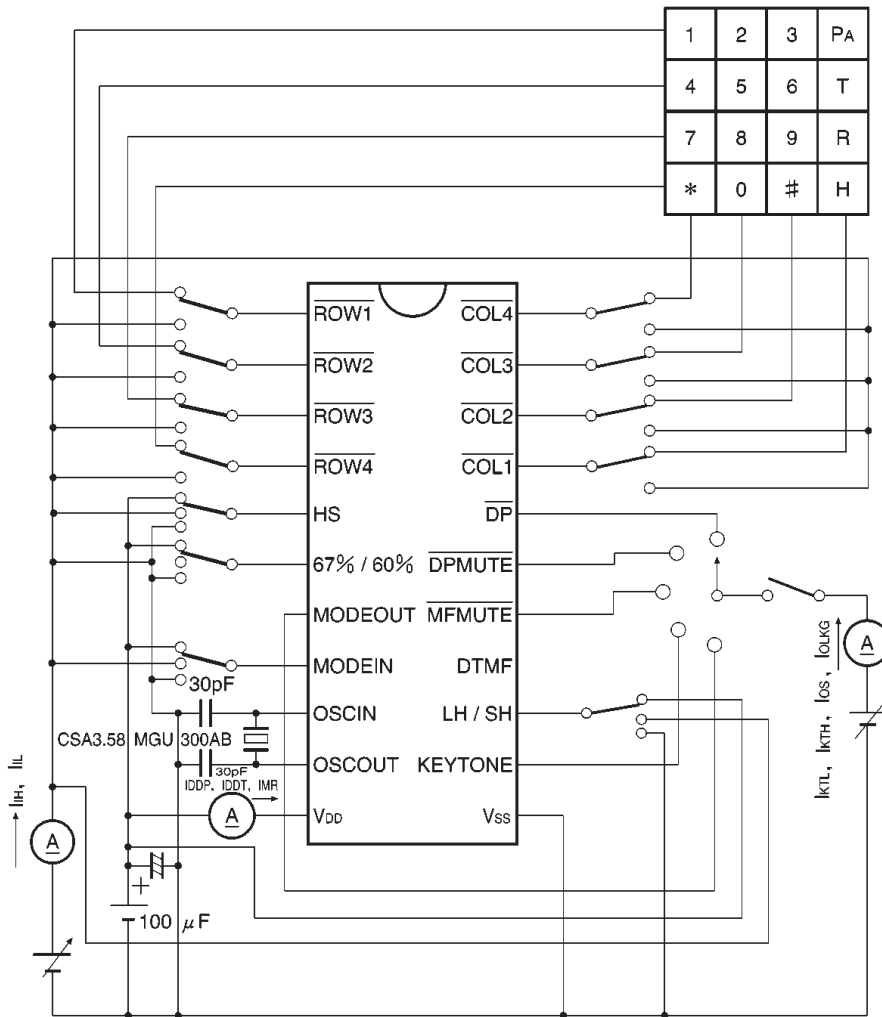 1 2 3 PA
4 5 6 T
7 8 9 R
* 0 # H
ROW1 COL4
ROW2 COL3
ROW3 COL2
ROW4 COL1
HS DP
67% / 60% DPMUTE
MODEOUT MFMUTE
MODEIN DTMF
30pF
OSCIN LH / SH
CSA3.58 MGU 300AB
OSCOUT KEYTONE
30pF
IDDP, IDDT, IMR
VDD VSS
A
A
A
IIH, IIL
IKTL, IKTH, IOS, IOLKG
+
100 μF